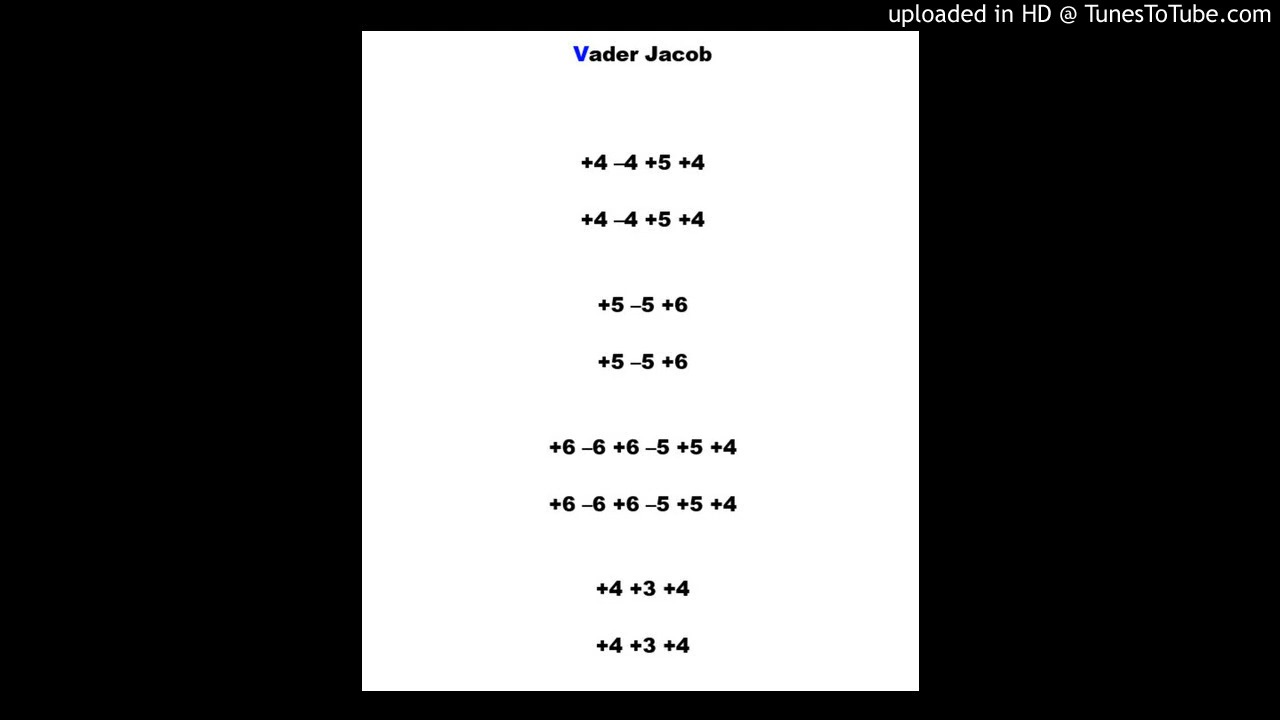 uploaded in HD @ TunesToTube.com
Vader Jacob
+4 –4 +5 +4
+4 –4 +5 +4
+5 –5 +6
+5 –5 +6
+6 –6 +6 –5 +5 +4
+6 –6 +6 –5 +5 +4
+4 +3 +4
+4 +3 +4